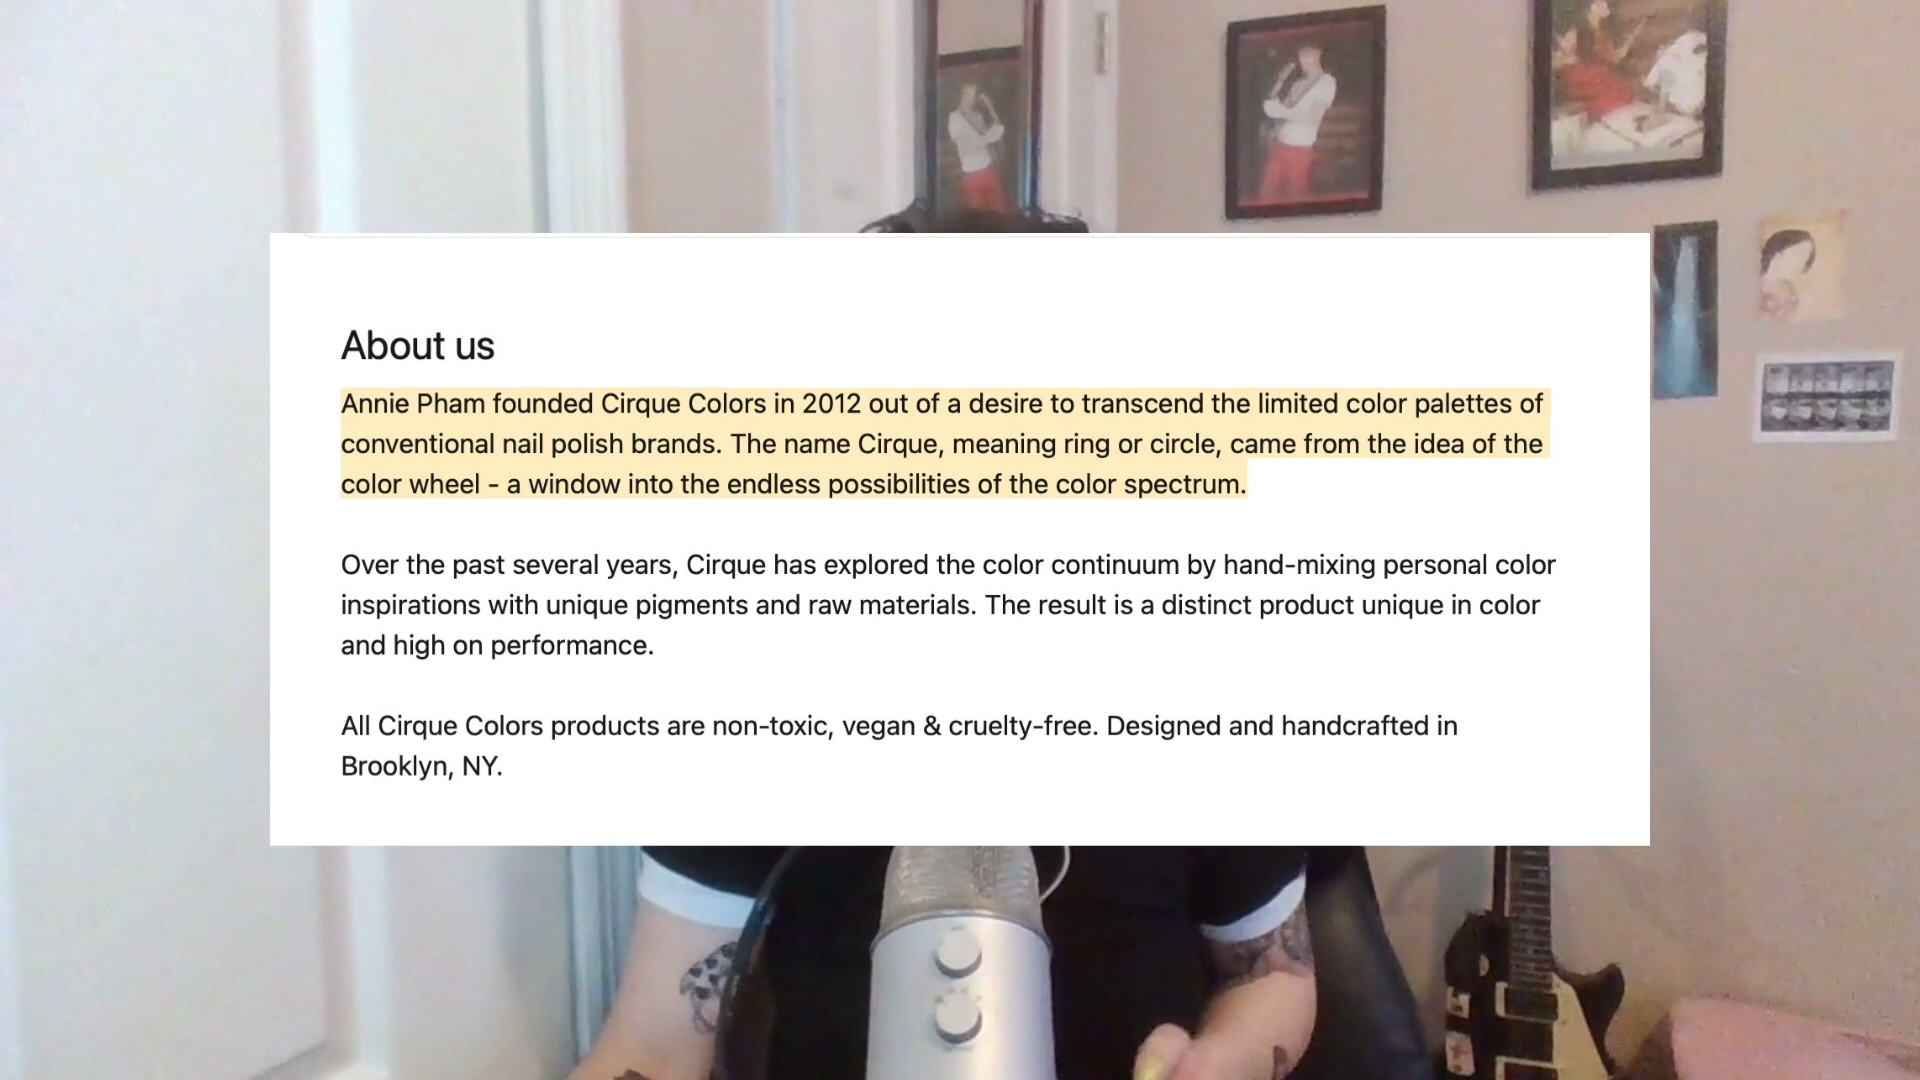 About us
Annie Pham founded Cirque Colors in 2012 out of a desire to transcend the limited color palettes of
conventional nail polish brands. The name Cirque, meaning ring or circle, came from the idea of the
color wheel - a window into the endless possibilities of the color spectrum.
Over the past several years, Cirque has explored the color continuum by hand-mixing personal color
inspirations with unique pigments and raw materials. The result is a distinct product unique in color
and high on performance.
All Cirque Colors products are non-toxic, vegan & cruelty-free. Designed and handcrafted in
Brooklyn, NY.